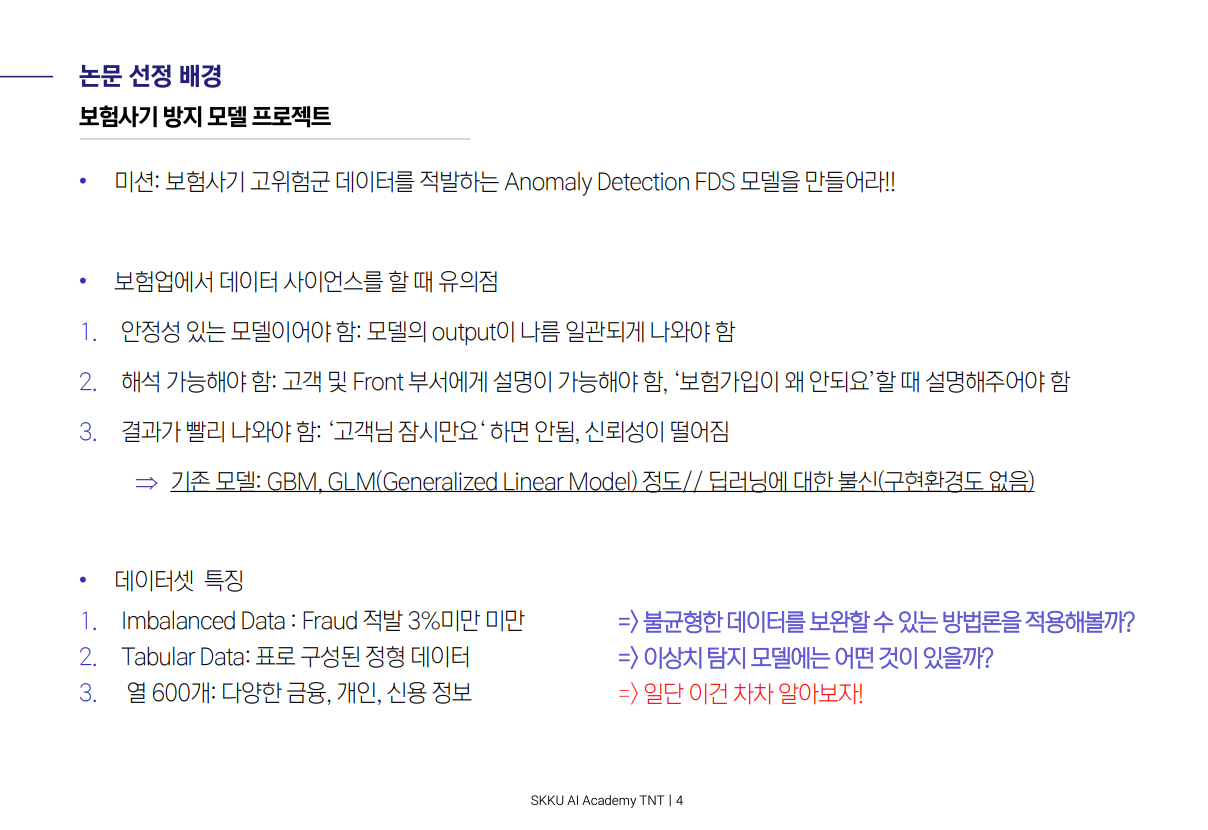 논문 선정 배경
보험사기 방지 모델 프로젝트
• 미션: 보험사기 고위험군 데이터를 적발하는 Anomaly Detection FDS 모델을 만들어라!!
• 보험업에서 데이터 사이언스를 할 때 유의점
1. 안정성 있는 모델이어야 함: 모델의 output이 나름 일관되게 나와야 함
2. 해석 가능해야 함: 고객 및 Front 부서에게 설명이 가능해야 함, ‘보험가입이 왜 안되요’할 때 설명해주어야 함
3. 결과가 빨리 나와야 함: ‘고객님 잠시만요‘ 하면 안됨, 신뢰성이 떨어짐
⇒ 기존 모델: GBM, GLM(Generalized Linear Model) 정도// 딥러닝에 대한 불신(구현환경도 없음)
• 데이터셋 특징
1. Imbalanced Data : Fraud 적발 3%미만 미만 => 불균형한 데이터를 보완할 수 있는 방법론을 적용해볼까?
2. Tabular Data: 표로 구성된 정형 데이터 => 이상치 탐지 모델에는 어떤 것이 있을까?
3. 열 600개: 다양한 금융, 개인, 신용 정보 => 일단 이건 차차 알아보자!
SKKU AI Academy TNT | 4